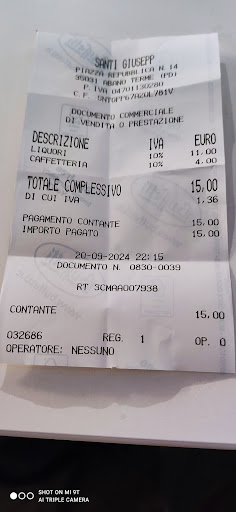 SANTI GIUSEPP
PIAZZA REPUBBLICA N.14
35031 ABANO TERME (PD)
P.IVA 04701130280
C.F. SNTGPF67A20L781V
DOCUMENTO COMMERCIALE
DI VENDITA O PRESTAZIONE
DESCRIZIONE IVA EURO
LIQUORI 10% 11,00
CAFFETTERIA 10% 4,00
TOTALE COMPLESSIVO 15,00
DI CUI IVA 1,36
PAGAMENTO CONTANTE 15,00
IMPORTO PAGATO 15,00
20-09-2024 22:15
DOCUMENTO N. 0830-0039
RT 3CMAA007938
CONTANTE 15,00
032686 REG. 1 OP. 0
OPERATORE: NESSUNO
SHOT ON MI 9T
AI TRIPLE CAMERA